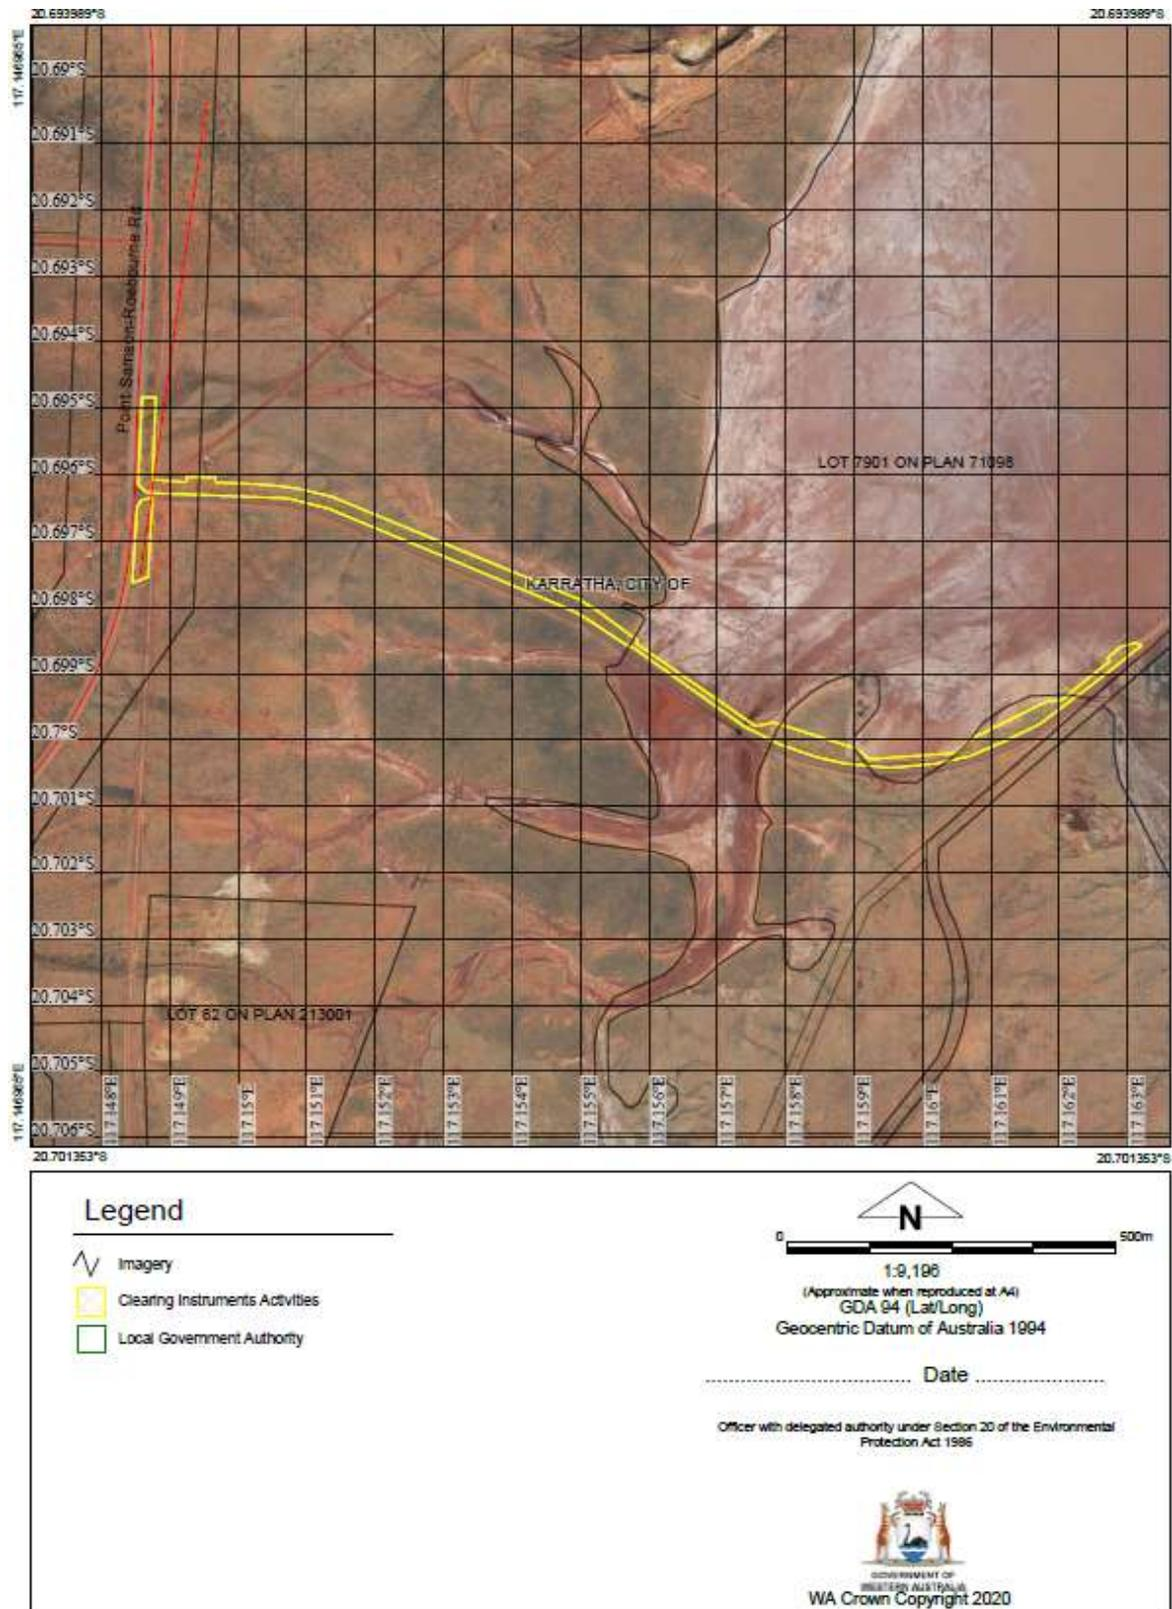 20.693989°S
20.693989°S
117.146965°E
20.69°S
20.691°S
20.692°S
20.693°S
20.694°S
20.695°S
20.696°S
20.697°S
20.698°S
20.699°S
20.7°S
20.701°S
20.702°S
20.703°S
20.704°S
20.705°S
20.706°S
Point Samson-Roebourne Rd
LOT 7901 ON PLAN 71098
KARRATHA, CITY OF
LOT 62 ON PLAN 213001
117.148°E
117.149°E
117.15°E
117.151°E
117.152°E
117.153°E
117.154°E
117.155°E
117.156°E
117.157°E
117.158°E
117.159°E
117.16°E
117.161°E
117.162°E
117.163°E
117.146965°E
20.701353°S
20.701353°S
Legend
Imagery
Clearing Instruments Activities
Local Government Authority
N
0 500m
1:9,196
(Approximate when reproduced at A4)
GDA 94 (Lat/Long)
Geocentric Datum of Australia 1994
Date
Officer with delegated authority under Section 20 of the Environmental
Protection Act 1986
GOVERNMENT OF
WESTERN AUSTRALIA
WA Crown Copyright 2020